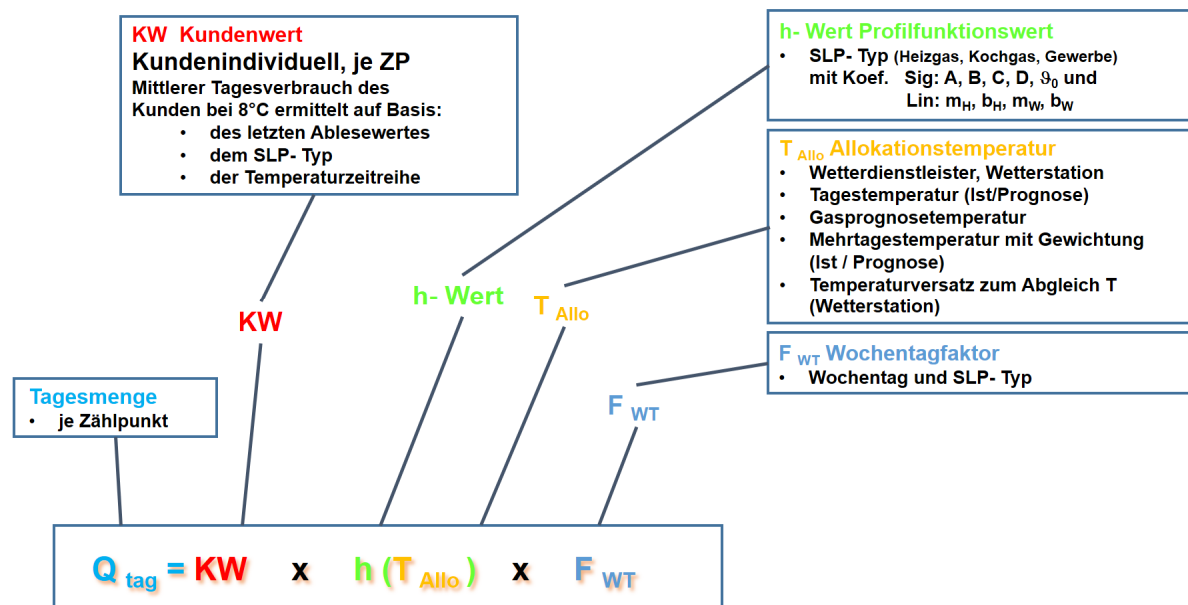 KW Kundenwert
Kundenindividuell, je ZP
Mittlerer Tagesverbrauch des
Kunden bei 8°C ermittelt auf Basis:
• des letzten Ablesewertes
• dem SLP- Typ
• der Temperaturzeitreihe
h- Wert Profilfunktionswert
• SLP- Typ (Heizgas, Kochgas, Gewerbe)
mit Koef. Sig: A, B, C, D, ϑ0 und
Lin: mH, bH, mW, bW
T Allo Allokationstemperatur
• Wetterdienstleister, Wetterstation
• Tagestemperatur (Ist/Prognose)
• Gasprognosetemperatur
• Mehrtagestemperatur mit Gewichtung
(Ist / Prognose)
• Temperaturversatz zum Abgleich T
(Wetterstation)
F WT Wochentagfaktor
• Wochentag und SLP- Typ
h- Wert
T Allo
KW
F WT
Tagesmenge
• je Zählpunkt
Q tag = KW x h (T Allo ) x F WT